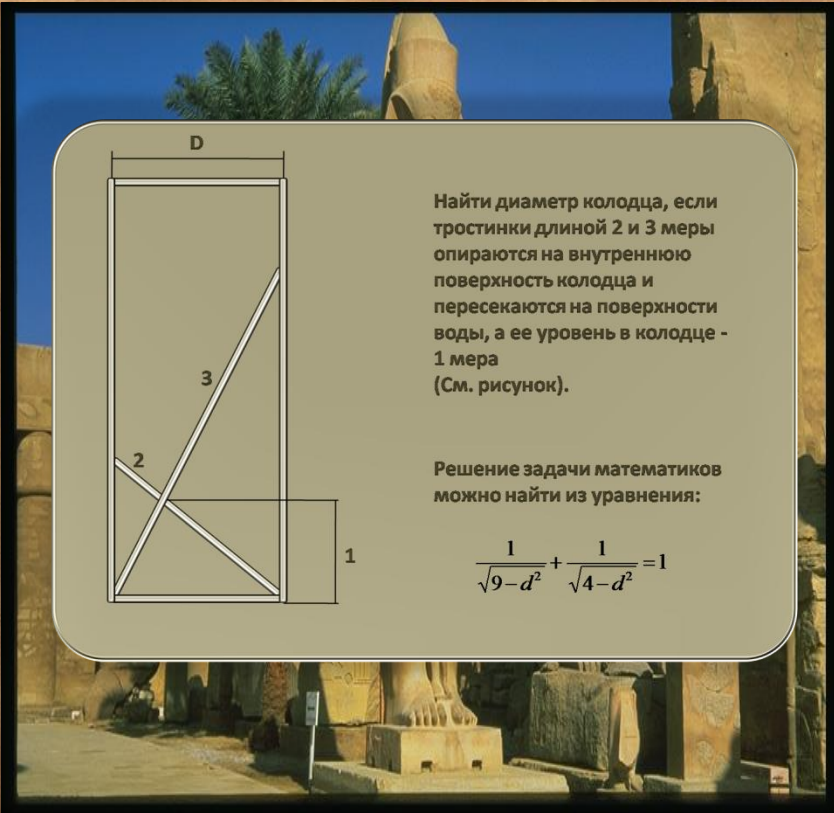 D
3
2
1
Найти диаметр колодца, если
тростинки длиной 2 и 3 меры
опираются на внутреннюю
поверхность колодца и
пересекаются на поверхности
воды, а ее уровень в колодце -
1 мера
(См. рисунок).
Решение задачи математиков
можно найти из уравнения:
1/√(9−d²) + 1/√(4−d²) = 1